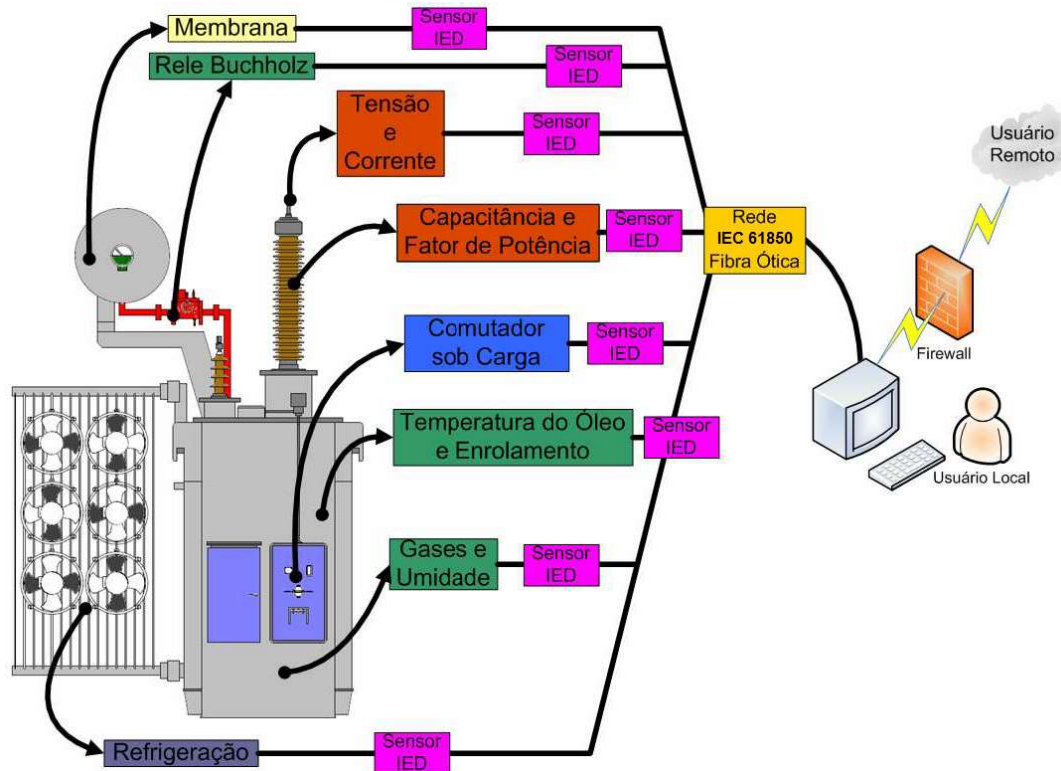 Membrana
Sensor
IED
Rele Buchholz
Sensor
IED
Tensão
e
Corrente
Sensor
IED
Usuário
Remoto
Capacitância e
Fator de Potência
Sensor
IED
Rede
IEC 61850
Fibra Ótica
Firewall
Comutador
sob Carga
Sensor
IED
Temperatura do Óleo
e Enrolamento
Sensor
IED
Usuário Local
Gases e
Umidade
Sensor
IED
Refrigeração
Sensor
IED